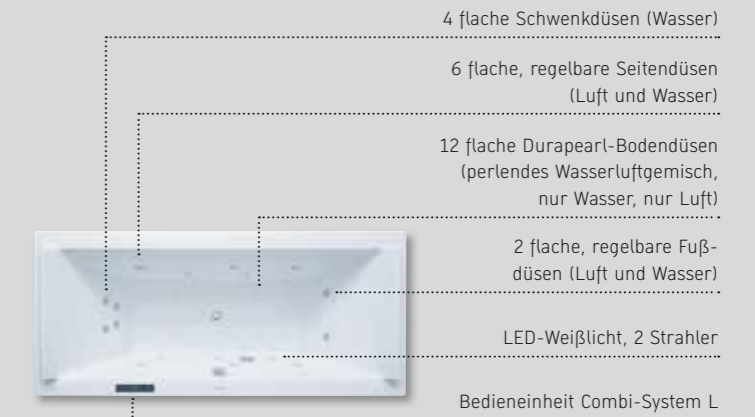 4 flache Schwenkdüsen (Wasser)
6 flache, regelbare Seitendüsen
(Luft und Wasser)
12 flache Durapearl-Bodendüsen
(perlendes Wasserluftgemisch,
nur Wasser, nur Luft)
2 flache, regelbare Fuß-
düsen (Luft und Wasser)
LED-Weißlicht, 2 Strahler
Bedieneinheit Combi-System L